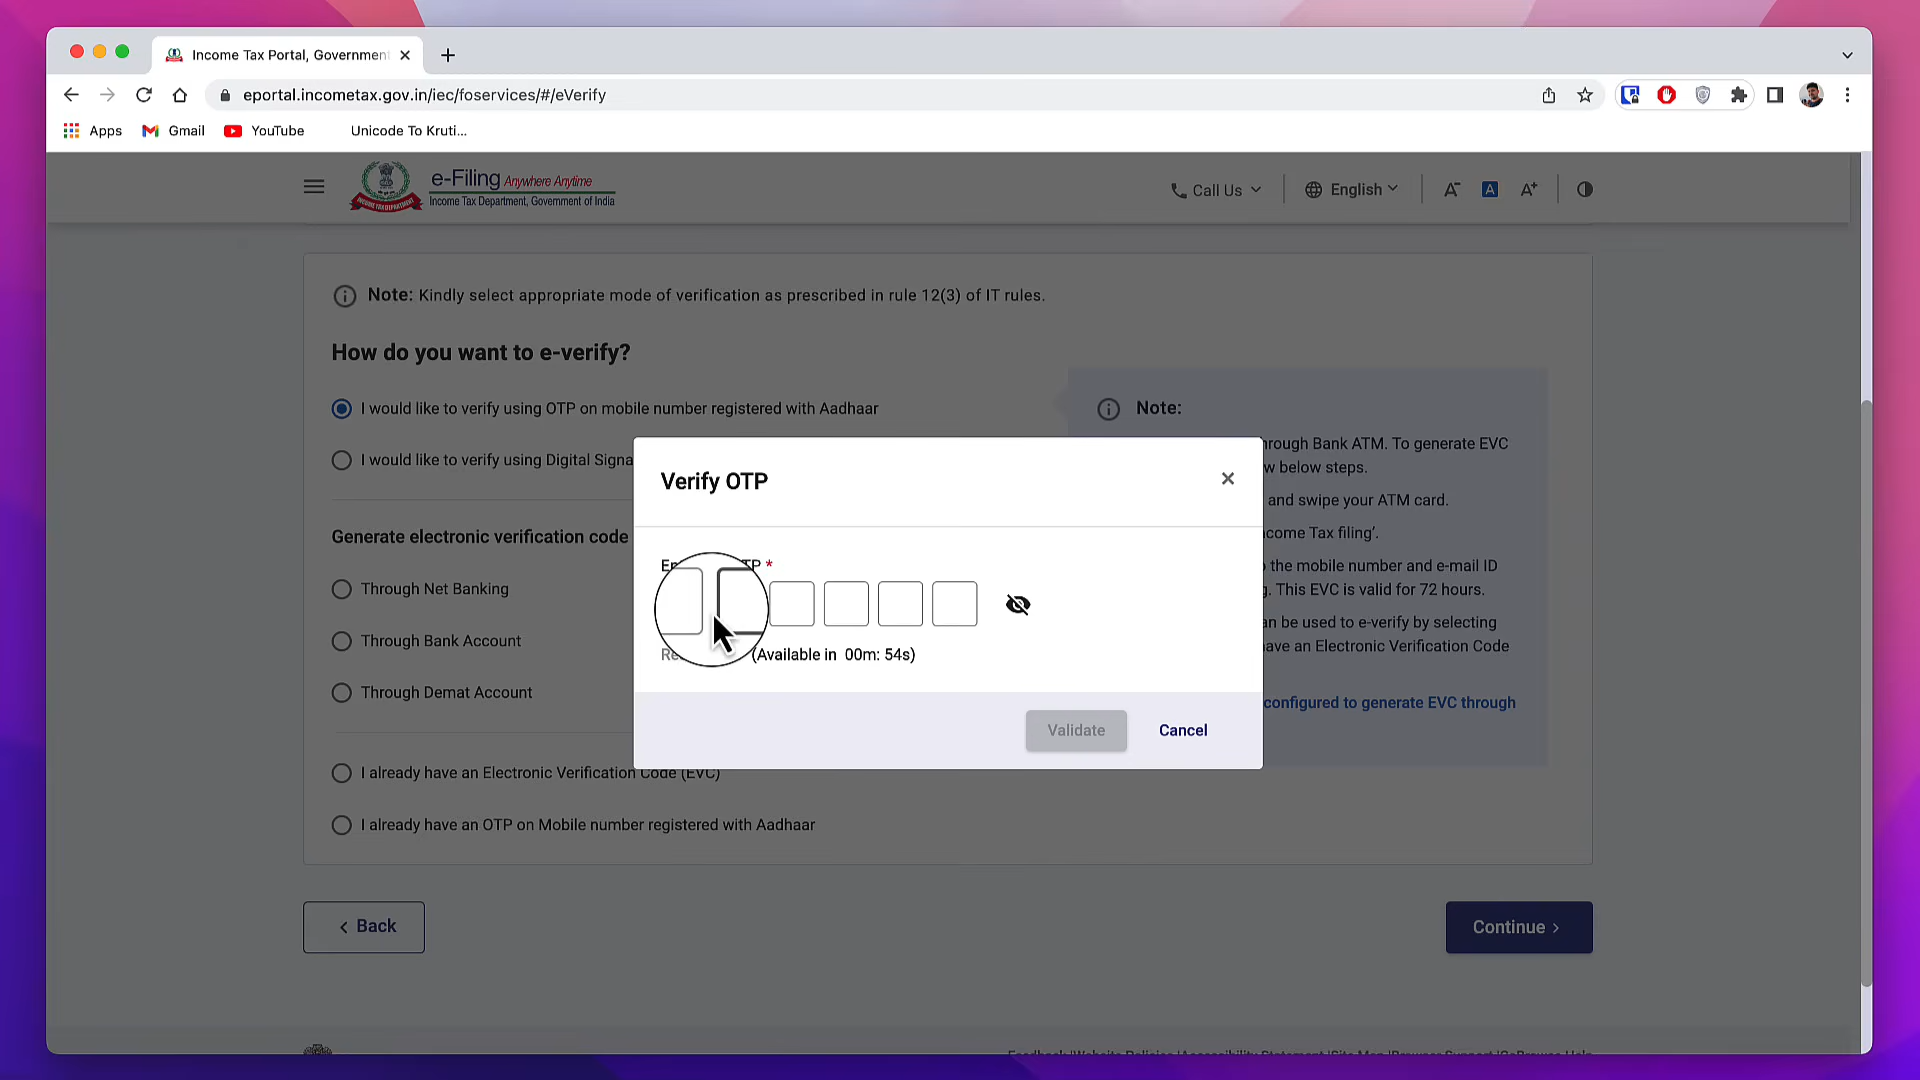 Income Tax Portal, Government
eportal.incometax.gov.in/iec/foservices/#/eVerify
Apps
Gmail
YouTube
Unicode To Kruti...
e-Filing Anywhere Anytime
Income Tax Department, Government of India
Call Us
English
A-
A
A+
Note: Kindly select appropriate mode of verification as prescribed in rule 12(3) of IT rules.
How do you want to e-verify?
I would like to verify using OTP on mobile number registered with Aadhaar
I would like to verify using Digital Signa
Generate electronic verification code
Through Net Banking
Through Bank Account
Through Demat Account
I already have an Electronic Verification Code (EVC)
I already have an OTP on Mobile number registered with Aadhaar
Note:
hrough Bank ATM. To generate EVC
w below steps.
and swipe your ATM card.
ncome Tax filing'.
the mobile number and e-mail ID
g. This EVC is valid for 72 hours.
an be used to e-verify by selecting
have an Electronic Verification Code
configured to generate EVC through
Verify OTP
TP *
(Available in 00m: 54s)
Validate
Cancel
Back
Continue